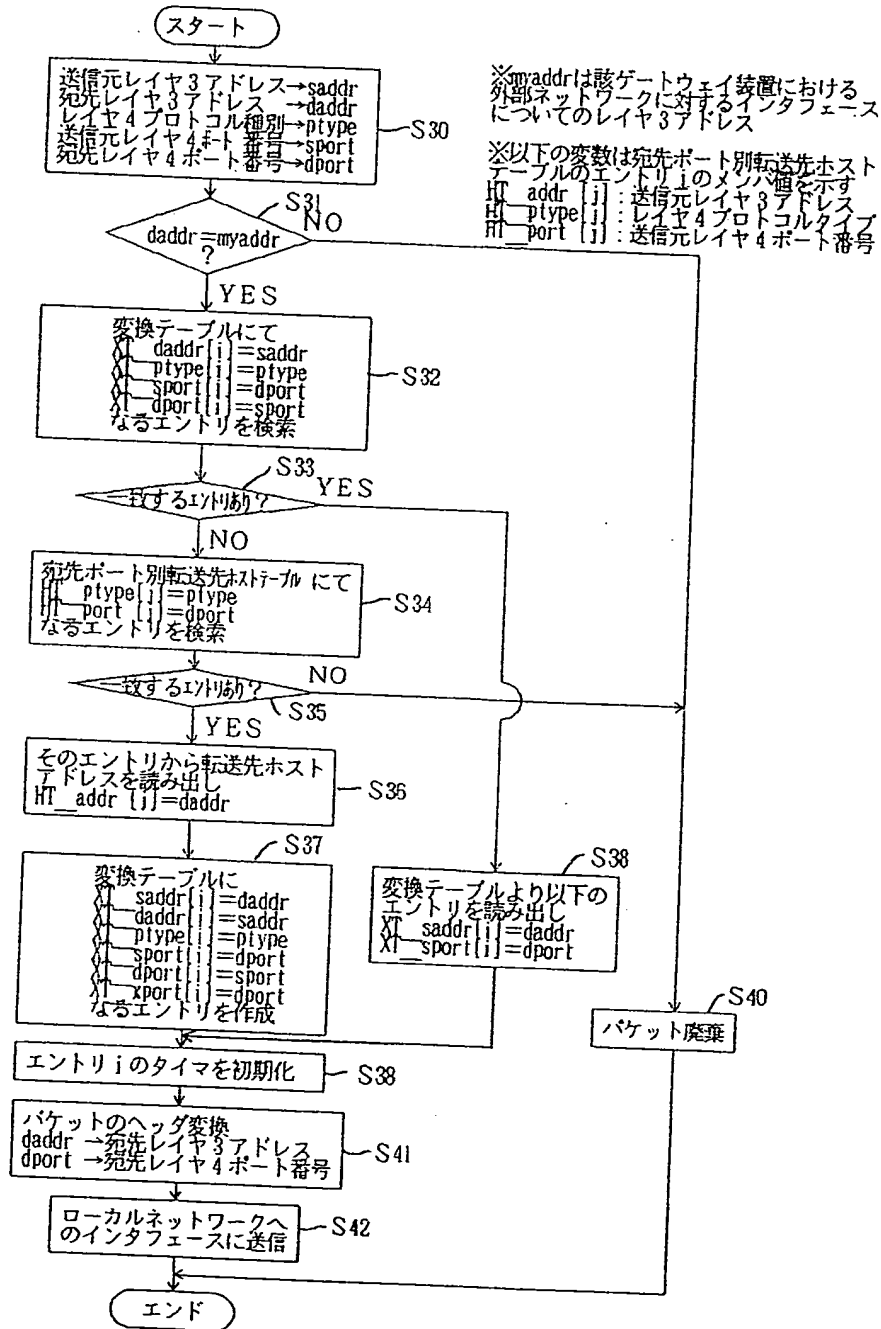 スタート
送信元レイヤ3アドレス→saddr
宛先レイヤ3アドレス →daddr
レイヤ4プロトコル種別→ptype
送信元レイヤ4ポート番号→sport
宛先レイヤ4ポート番号→dport
S30
※myaddrは該ゲートウェイ装置における
外部ネットワークに対するインタフェース
についてのレイヤ3アドレス
※以下の変数は宛先ポート別転送先ホスト
テーブルのエントリjのメンバ値を示す
HT__addr [j]:送信元レイヤ3アドレス
HT__ptype[j]:レイヤ4プロトコルタイプ
HT__port [j]:送信元レイヤ4ポート番号
S31
NO
daddr=myaddr
?
YES
変換テーブルにて
XT__daddr[i]=saddr
XT__ptype[i]=ptype
XT__sport[i]=dport
XT__dport[i]=sport
なるエントリを検索
S32
S33
一致するエントリあり?
YES
NO
宛先ポート別転送先ホストテーブル にて
HT__ptype[j]=ptype
HT__port [j]=dport
なるエントリを検索
S34
一致するエントリあり?
NO
S35
YES
そのエントリから転送先ホスト
アドレスを読み出し
HT__addr [j]=daddr
S36
S37
変換テーブルに
XT__saddr[i]=daddr
XT__daddr[i]=saddr
XT__ptype[i]=ptype
XT__sport[i]=dport
XT__dport[i]=sport
XT__xport[i]=dport
なるエントリを作成
S38
変換テーブルより以下の
エントリを読み出し
XT__saddr[i]=daddr
XT__sport[i]=dport
S40
パケット廃棄
エントリiのタイマを初期化
S38
パケットのヘッダ変換
daddr →宛先レイヤ3アドレス
dport →宛先レイヤ4ポート番号
S41
ローカルネットワークへ
のインタフェースに送信
S42
エンド